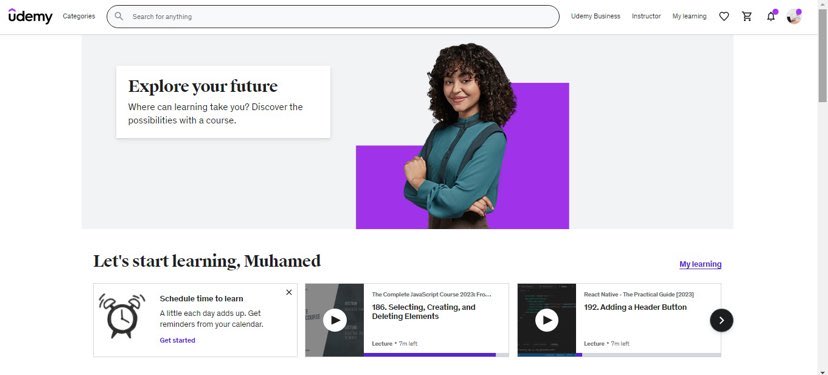 udemy Categories Search for anything Udemy Business Instructor My learning
Explore your future
Where can learning take you? Discover the
possibilities with a course.
Let's start learning, Muhamed
My learning
Schedule time to learn
A little each day adds up. Get
reminders from your calendar.
Get started
The Complete JavaScript Course 2023: Fro...
186. Selecting, Creating, and
Deleting Elements
Lecture • 7m left
React Native - The Practical Guide [2023]
192. Adding a Header Button
Lecture • 7m left